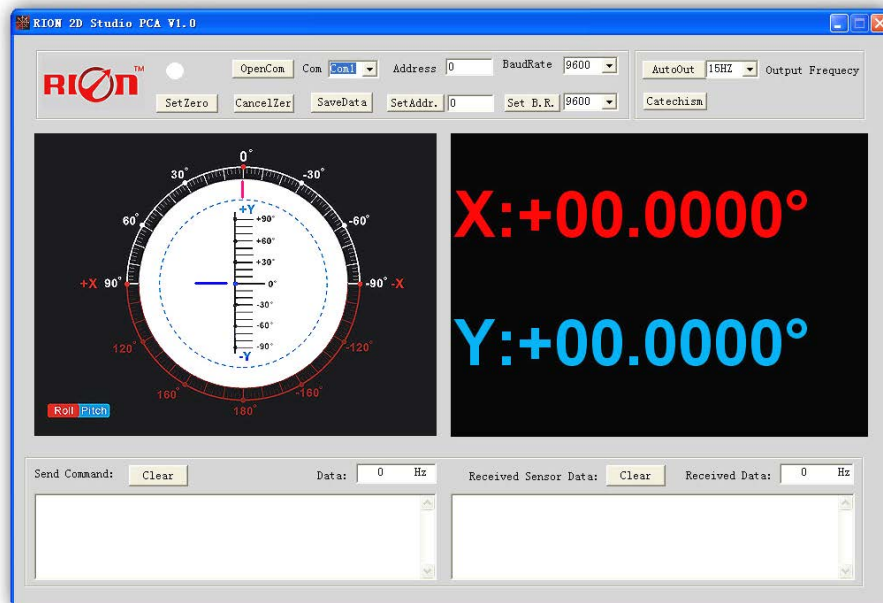 RION 2D Studio PCA V1.0
RION™
OpenCom Com Com1 Address 0 BaudRate 9600
SetZero CancelZer SaveData SetAddr. 0 Set B.R. 9600
AutoOut 15HZ Output Frequecy
Catechism
0°
30° -30°
60° -60°
+X 90° -90° -X
120° -120°
160° -160°
180°
+Y
+90°
+60°
+30°
0°
-30°
-60°
-90°
-Y
Roll Pitch
X:+00.0000°
Y:+00.0000°
Send Command: Clear Data: 0 Hz
Received Sensor Data: Clear Received Data: 0 Hz